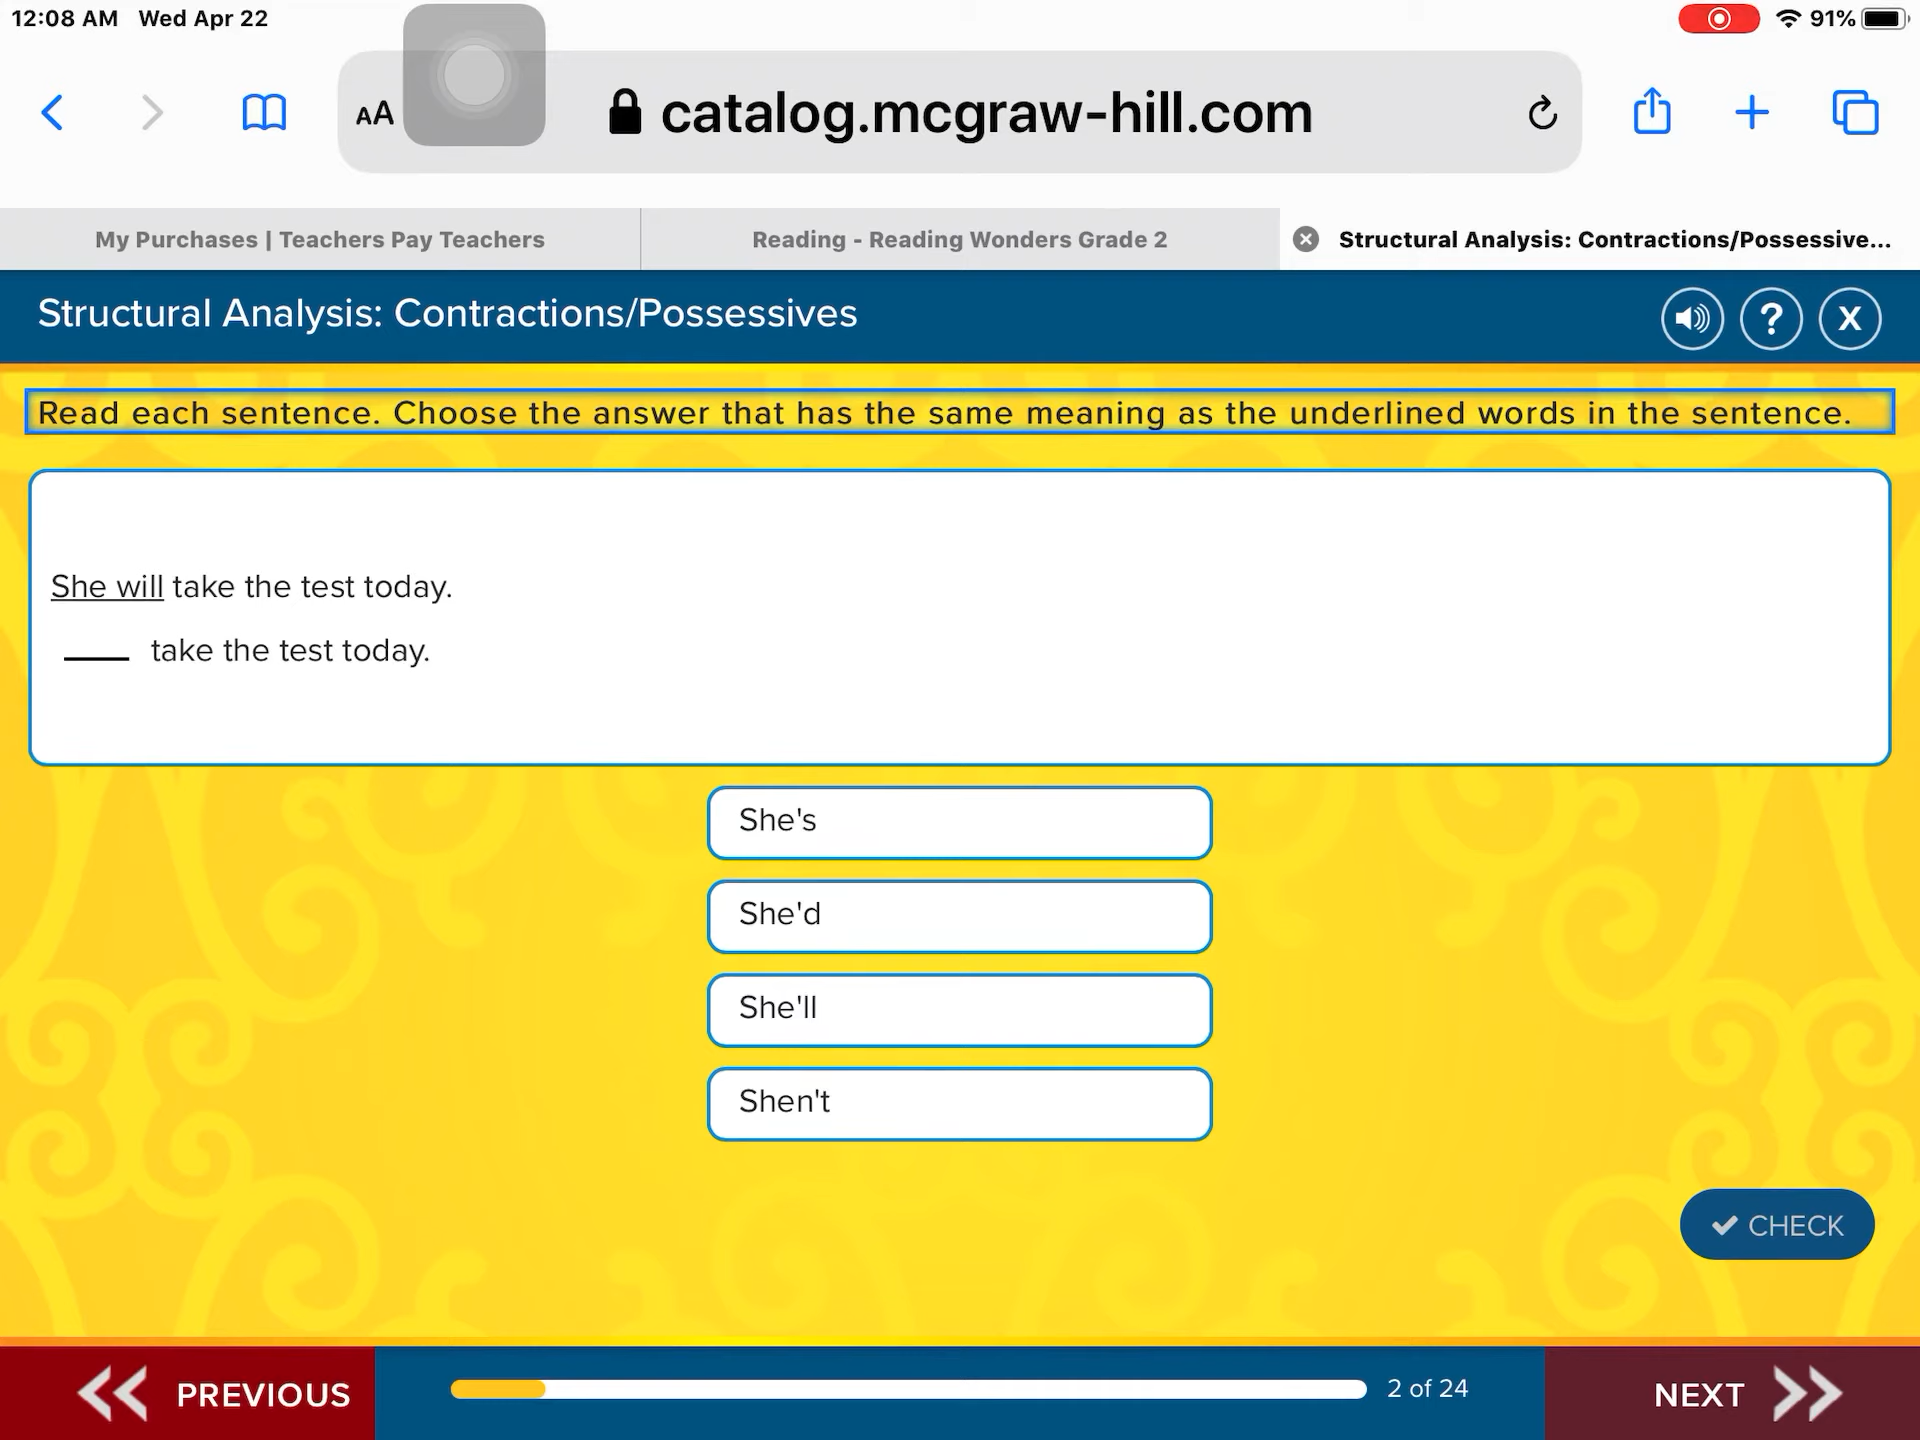 12:08 AM Wed Apr 22
91%
AA
catalog.mcgraw-hill.com
My Purchases | Teachers Pay Teachers
Reading - Reading Wonders Grade 2
Structural Analysis: Contractions/Possessive...
Structural Analysis: Contractions/Possessives
?
X
Read each sentence. Choose the answer that has the same meaning as the underlined words in the sentence.
She will take the test today.
____ take the test today.
She's
She'd
She'll
Shen't
CHECK
PREVIOUS
2 of 24
NEXT